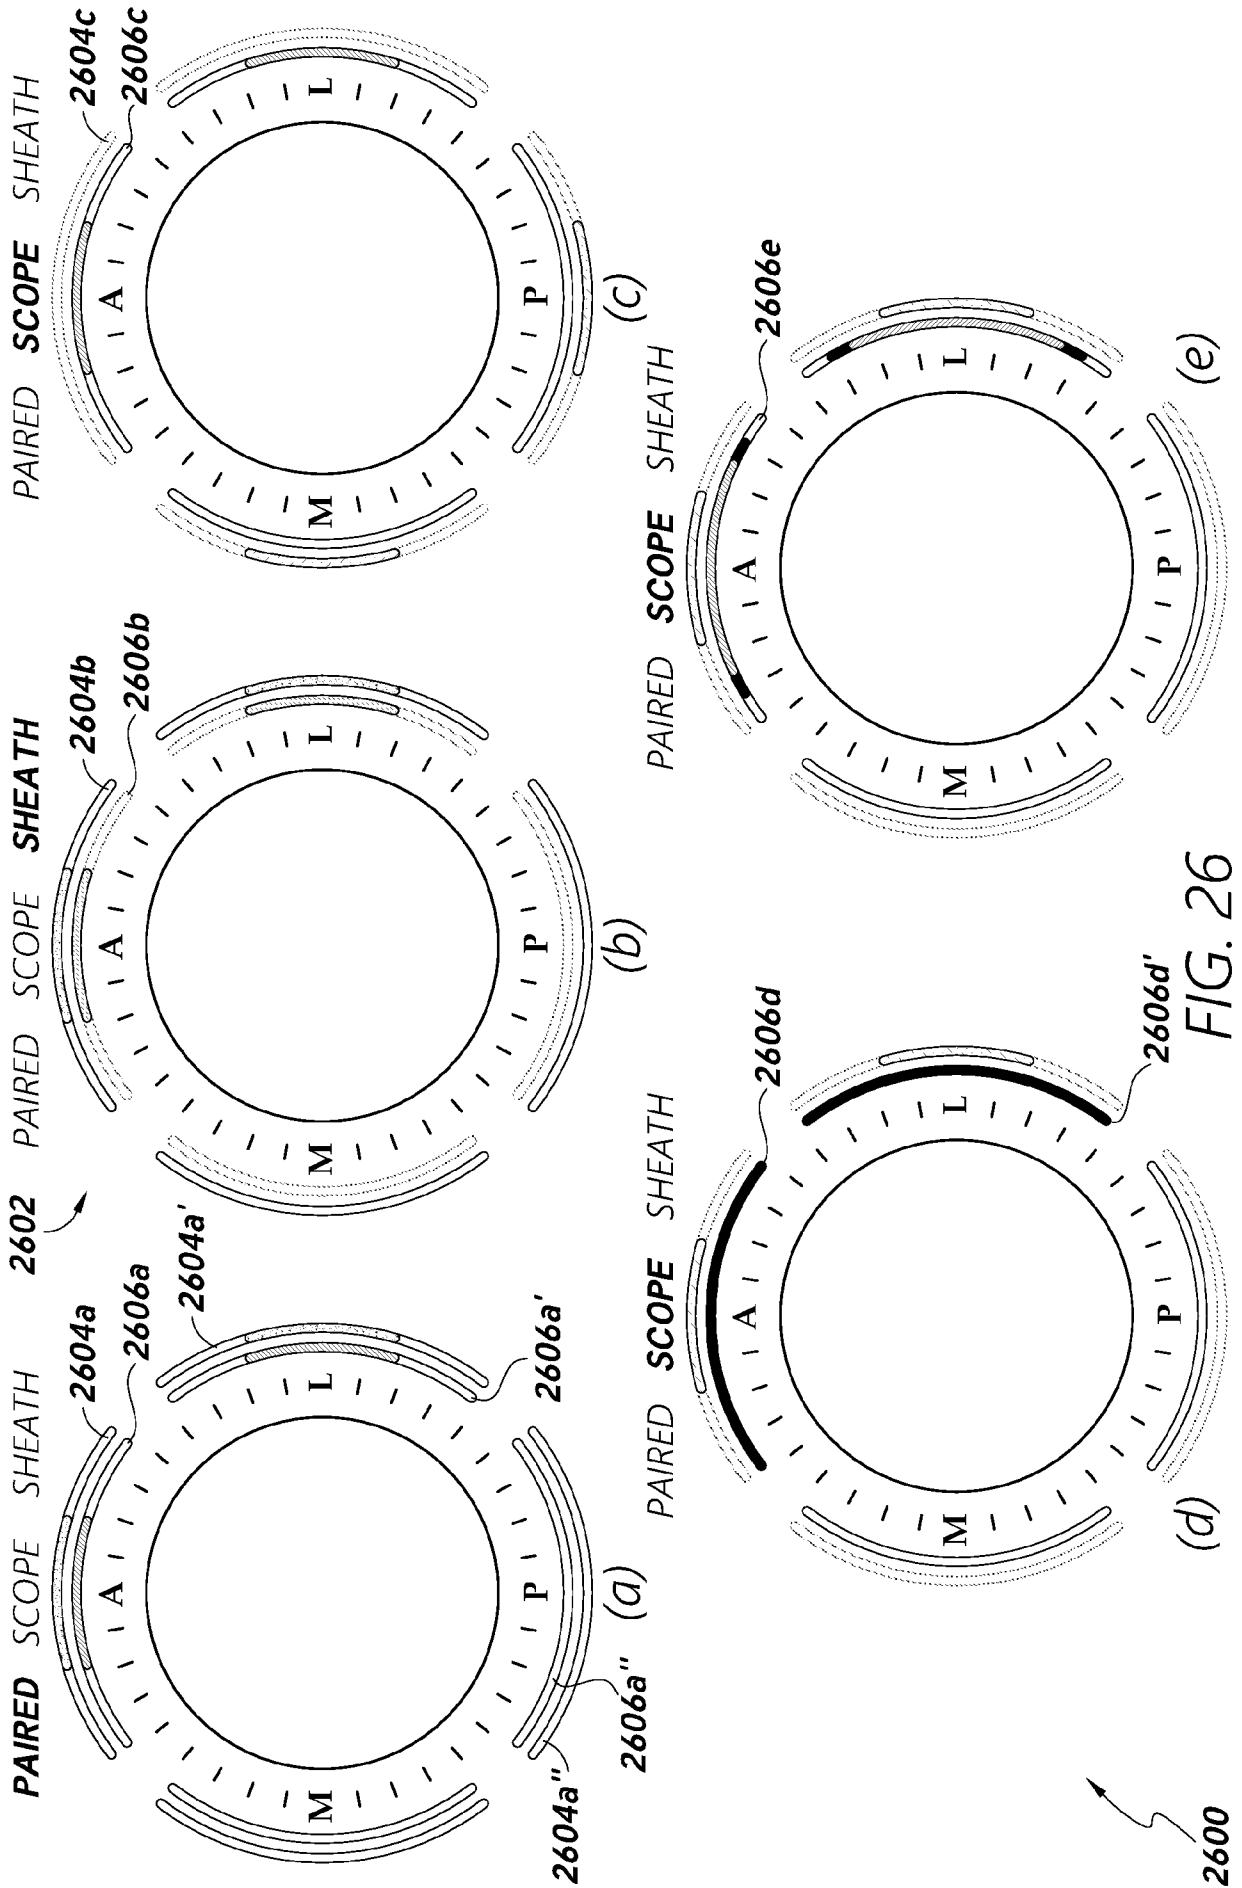 PAIRED SCOPE SHEATH
2604a
2606a
2604a'
A
L
M
P
2606a'
2604a"
2606a"
(a)
2602
PAIRED SCOPE SHEATH
2604b
2606b
A
L
M
P
(b)
PAIRED SCOPE SHEATH
2604c
2606c
A
L
M
P
(c)
PAIRED SCOPE SHEATH
2606d
A
L
M
P
2606d'
(d)
PAIRED SCOPE SHEATH
2606e
A
L
M
P
(e)
2600
FIG. 26